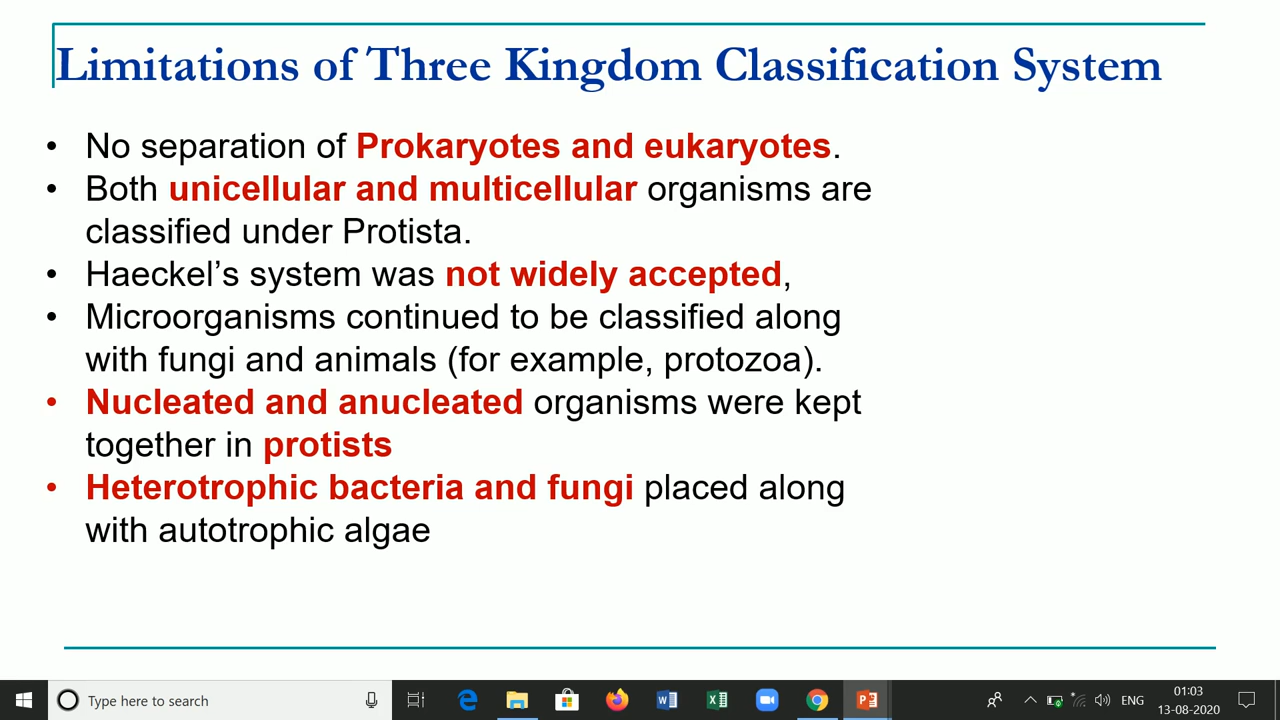 Limitations of Three Kingdom Classification System
• No separation of Prokaryotes and eukaryotes.
• Both unicellular and multicellular organisms are
classified under Protista.
• Haeckel’s system was not widely accepted,
• Microorganisms continued to be classified along
with fungi and animals (for example, protozoa).
• Nucleated and anucleated organisms were kept
together in protists
• Heterotrophic bacteria and fungi placed along
with autotrophic algae
Type here to search
ENG
01:03
13-08-2020